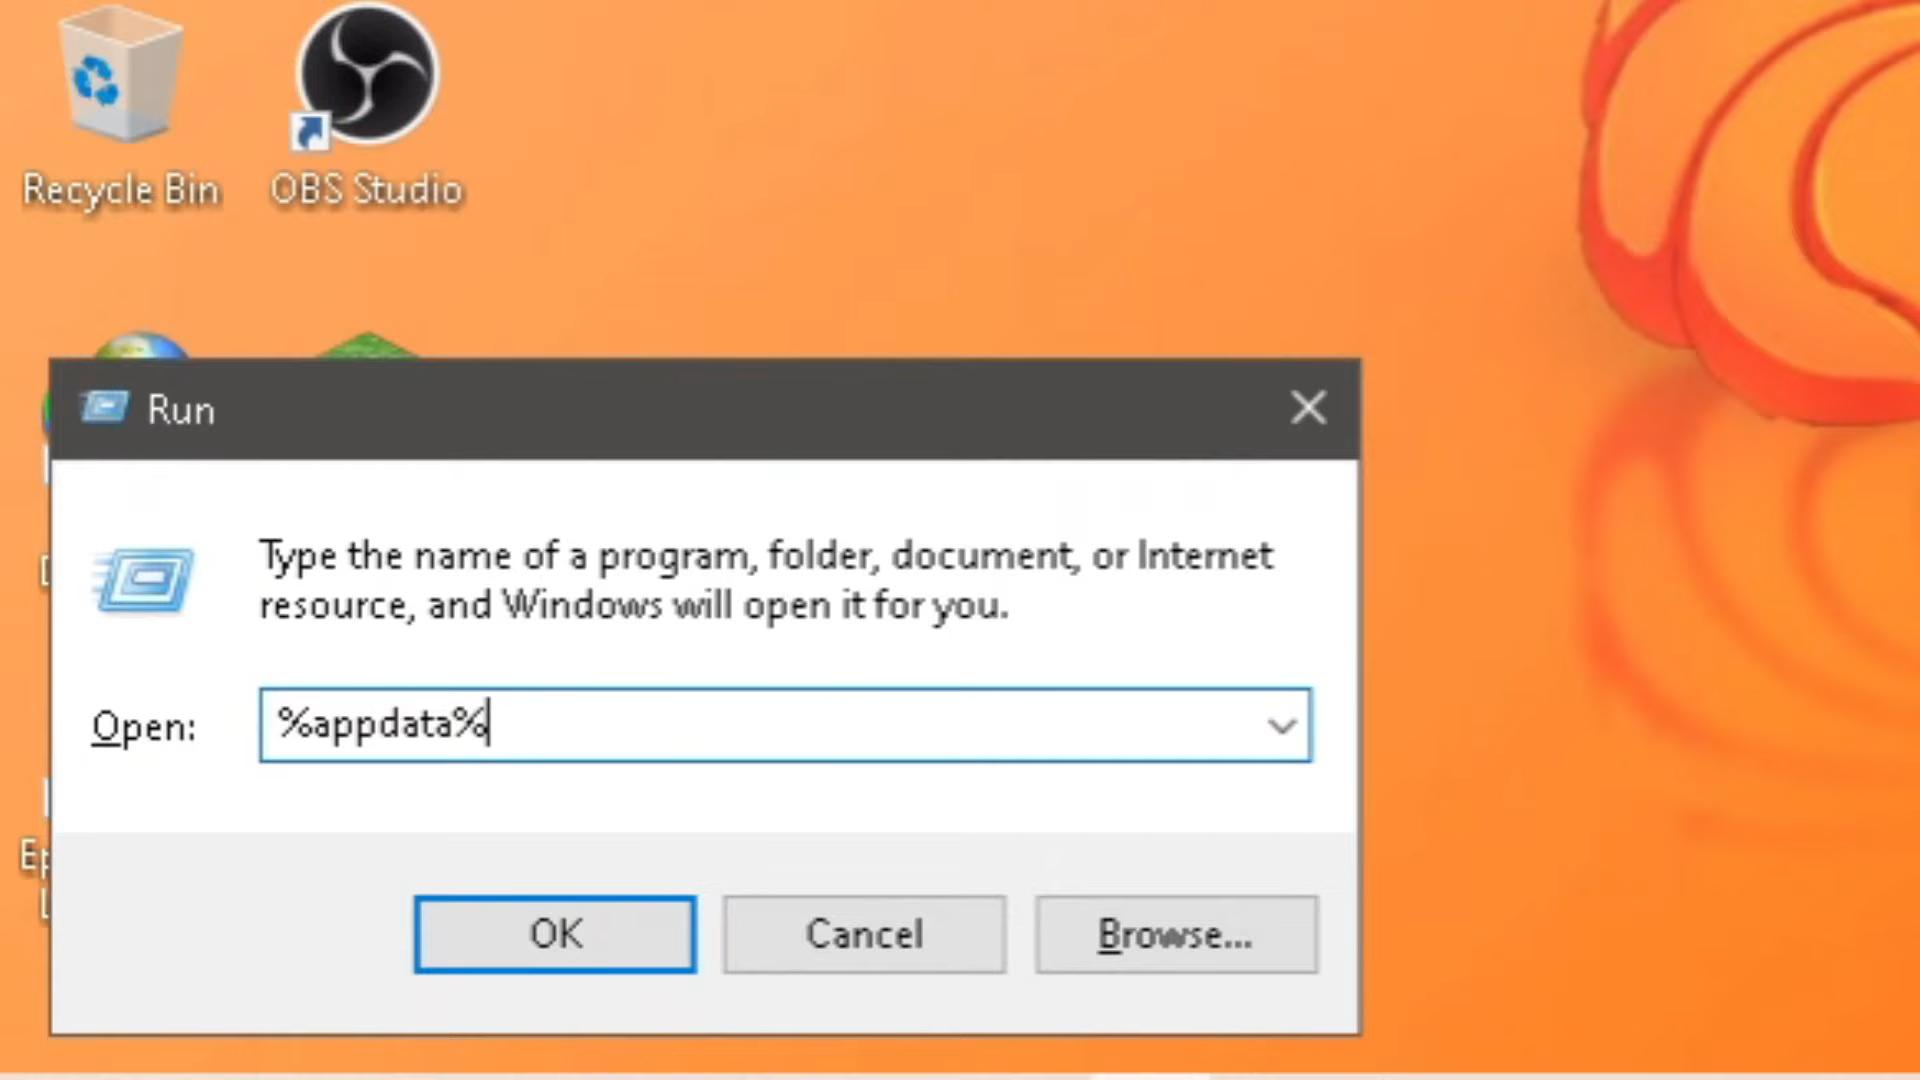 Recycle Bin
OBS Studio
Run
Type the name of a program, folder, document, or Internet
resource, and Windows will open it for you.
Open:
%appdata%
Ep
OK
Cancel
Browse...